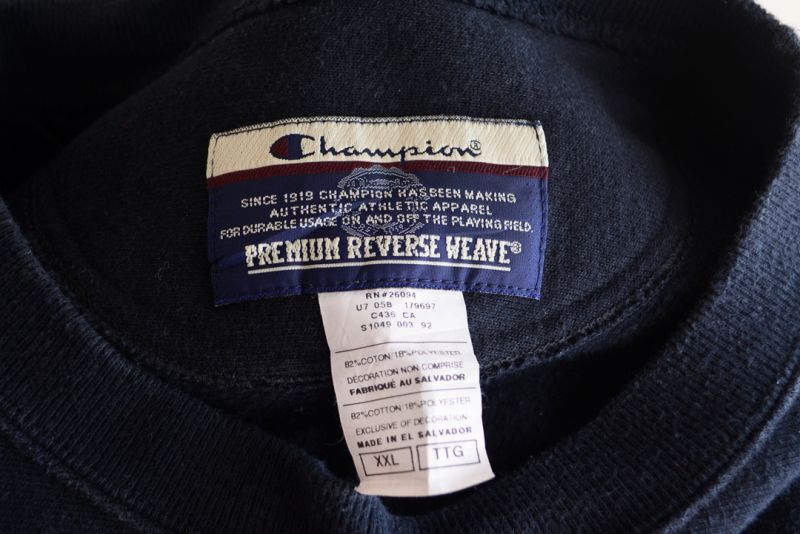 Champion®
SINCE 1919 CHAMPION HAS BEEN MAKING
AUTHENTIC ATHLETIC APPAREL
FOR DURABLE USAGE ON AND OFF THE PLAYING FIELD.
PREMIUM REVERSE WEAVE®
RN#26094
U7 05B 179697
C436 CA
S1049 003 92
82%COTON/18%POLYESTER
DÉCORATION NON COMPRISE
FABRIQUÉ AU SALVADOR
82%COTTON/18%POLYESTER
EXCLUSIVE OF DECORATION
MADE IN EL SALVADOR
XXL TTG